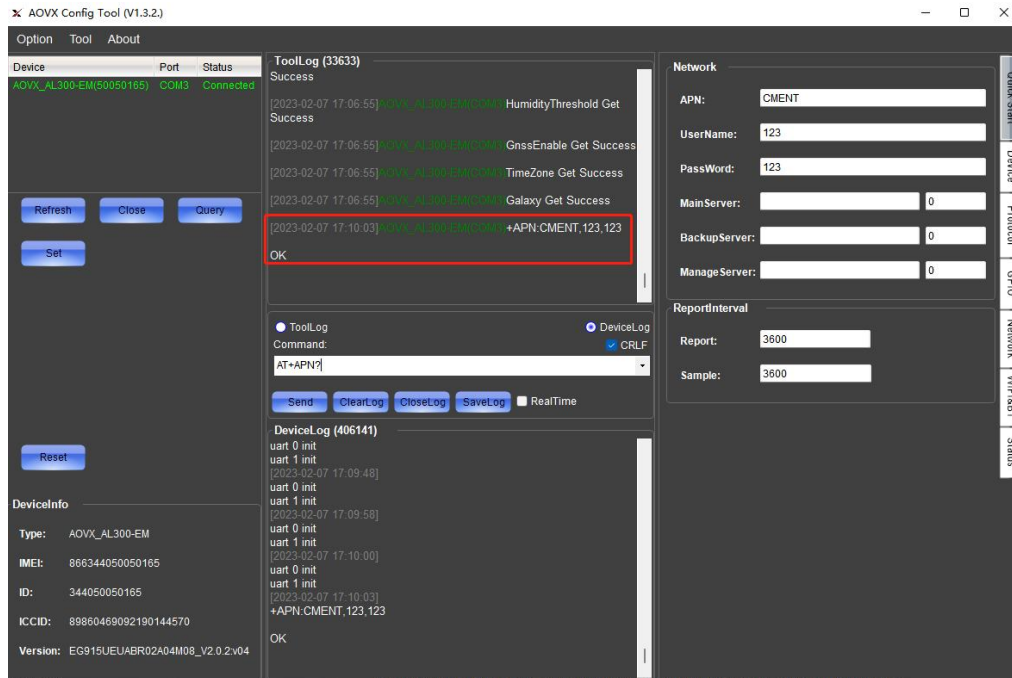 AOVX Config Tool (V1.3.2.)
Option Tool About
Device Port Status
AOVX_AL300-EM(50050165) COM3 Connected
Refresh Close Query
Set
Reset
DeviceInfo
Type: AOVX_AL300-EM
IMEI: 866344050050165
ID: 344050050165
ICCID: 89860469092190144570
Version: EG915UEUABR02A04M08_V2.0.2:v04
ToolLog (33633)
Success
[2023-02-07 17:06:55]AOVX_AL300-EM(COM3)HumidityThreshold Get
Success
[2023-02-07 17:06:55]AOVX_AL300-EM(COM3)GnssEnable Get Success
[2023-02-07 17:06:55]AOVX_AL300-EM(COM3)TimeZone Get Success
[2023-02-07 17:06:55]AOVX_AL300-EM(COM3)Galaxy Get Success
[2023-02-07 17:10:03]AOVX_AL300-EM(COM3)+APN:CMENT,123,123
OK
ToolLog DeviceLog
Command: CRLF
AT+APN?
Send ClearLog CloseLog SaveLog RealTime
DeviceLog (406141)
uart 0 init
uart 1 init
[2023-02-07 17:09:48]
uart 0 init
uart 1 init
[2023-02-07 17:09:58]
uart 0 init
uart 1 init
[2023-02-07 17:10:00]
uart 0 init
uart 1 init
[2023-02-07 17:10:03]
+APN:CMENT,123,123
OK
Network
APN: CMENT
UserName: 123
PassWord: 123
MainServer: 0
BackupServer: 0
ManageServer: 0
ReportInterval
Report: 3600
Sample: 3600
Quick Start
Device
Protocol
GPIO
Network
WIFI&BT
Status